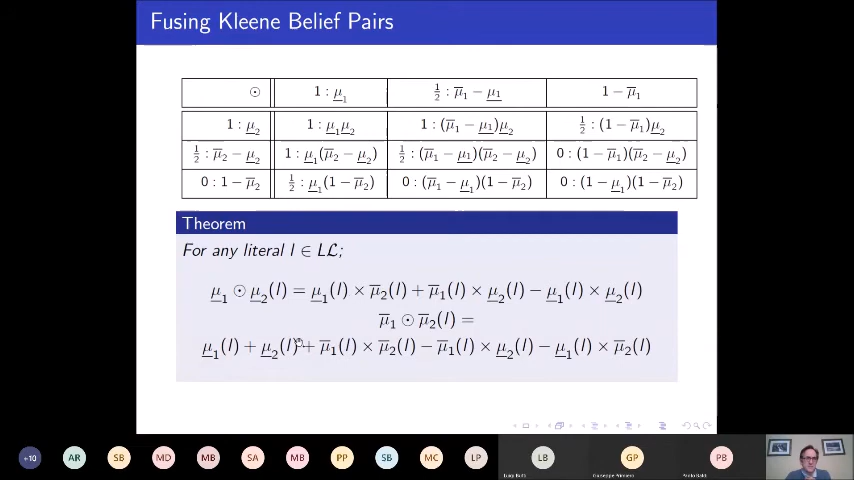 Fusing Kleene Belief Pairs
⊙ 1 : μ̲₁ ½ : μ̅₁ − μ̲₁ 1 − μ̅₁
1 : μ̲₂ 1 : μ̲₁μ̲₂ 1 : (μ̅₁ − μ̲₁)μ̲₂ ½ : (1 − μ̅₁)μ̲₂
½ : μ̅₂ − μ̲₂ 1 : μ̲₁(μ̅₂ − μ̲₂) ½ : (μ̅₁ − μ̲₁)(μ̅₂ − μ̲₂) 0 : (1 − μ̅₁)(μ̅₂ − μ̲₂)
0 : 1 − μ̅₂ ½ : μ̲₁(1 − μ̅₂) 0 : (μ̅₁ − μ̲₁)(1 − μ̅₂) 0 : (1 − μ̲₁)(1 − μ̅₂)
Theorem
For any literal l ∈ Lℒ;
μ̲₁ ⊙ μ̲₂(l) = μ̲₁(l) × μ̅₂(l) + μ̅₁(l) × μ̲₂(l) − μ̲₁(l) × μ̲₂(l)
μ̅₁ ⊙ μ̅₂(l) =
μ̲₁(l) + μ̲₂(l) + μ̅₁(l) × μ̅₂(l) − μ̅₁(l) × μ̲₂(l) − μ̲₁(l) × μ̅₂(l)
+10 AR SB MD MB SA MB PP SB MC LP LB GP PB
Giuseppe Primiero Paolo Baldi